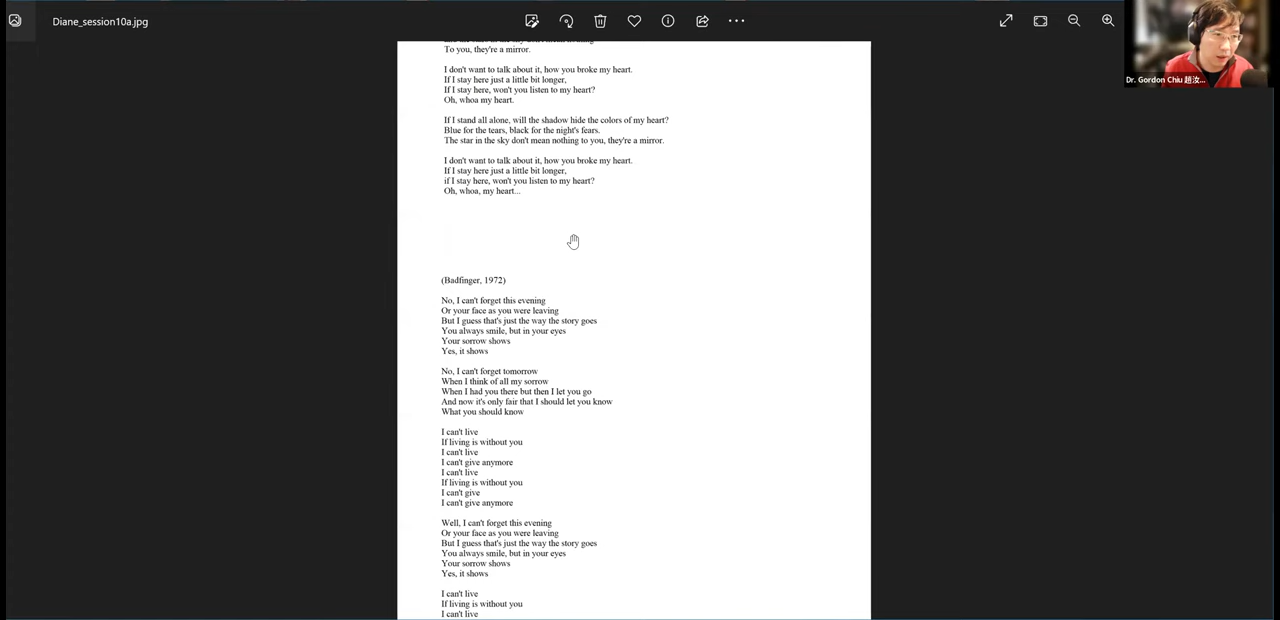 Diane_session10a.jpg
Dr. Gordon Chiu 趙汝...
To you, they're a mirror.
I don't want to talk about it, how you broke my heart.
If I stay here just a little bit longer,
If I stay here, won't you listen to my heart?
Oh, whoa my heart.
If I stand all alone, will the shadow hide the colors of my heart?
Blue for the tears, black for the night's fears.
The star in the sky don't mean nothing to you, they're a mirror.
I don't want to talk about it, how you broke my heart.
If I stay here just a little bit longer,
if I stay here, won't you listen to my heart?
Oh, whoa, my heart...
(Badfinger, 1972)
No, I can't forget this evening
Or your face as you were leaving
But I guess that's just the way the story goes
You always smile, but in your eyes
Your sorrow shows
Yes, it shows
No, I can't forget tomorrow
When I think of all my sorrow
When I had you there but then I let you go
And now it's only fair that I should let you know
What you should know
I can't live
If living is without you
I can't live
I can't give anymore
I can't live
If living is without you
I can't give
I can't give anymore
Well, I can't forget this evening
Or your face as you were leaving
But I guess that's just the way the story goes
You always smile, but in your eyes
Your sorrow shows
Yes, it shows
I can't live
If living is without you
I can't live